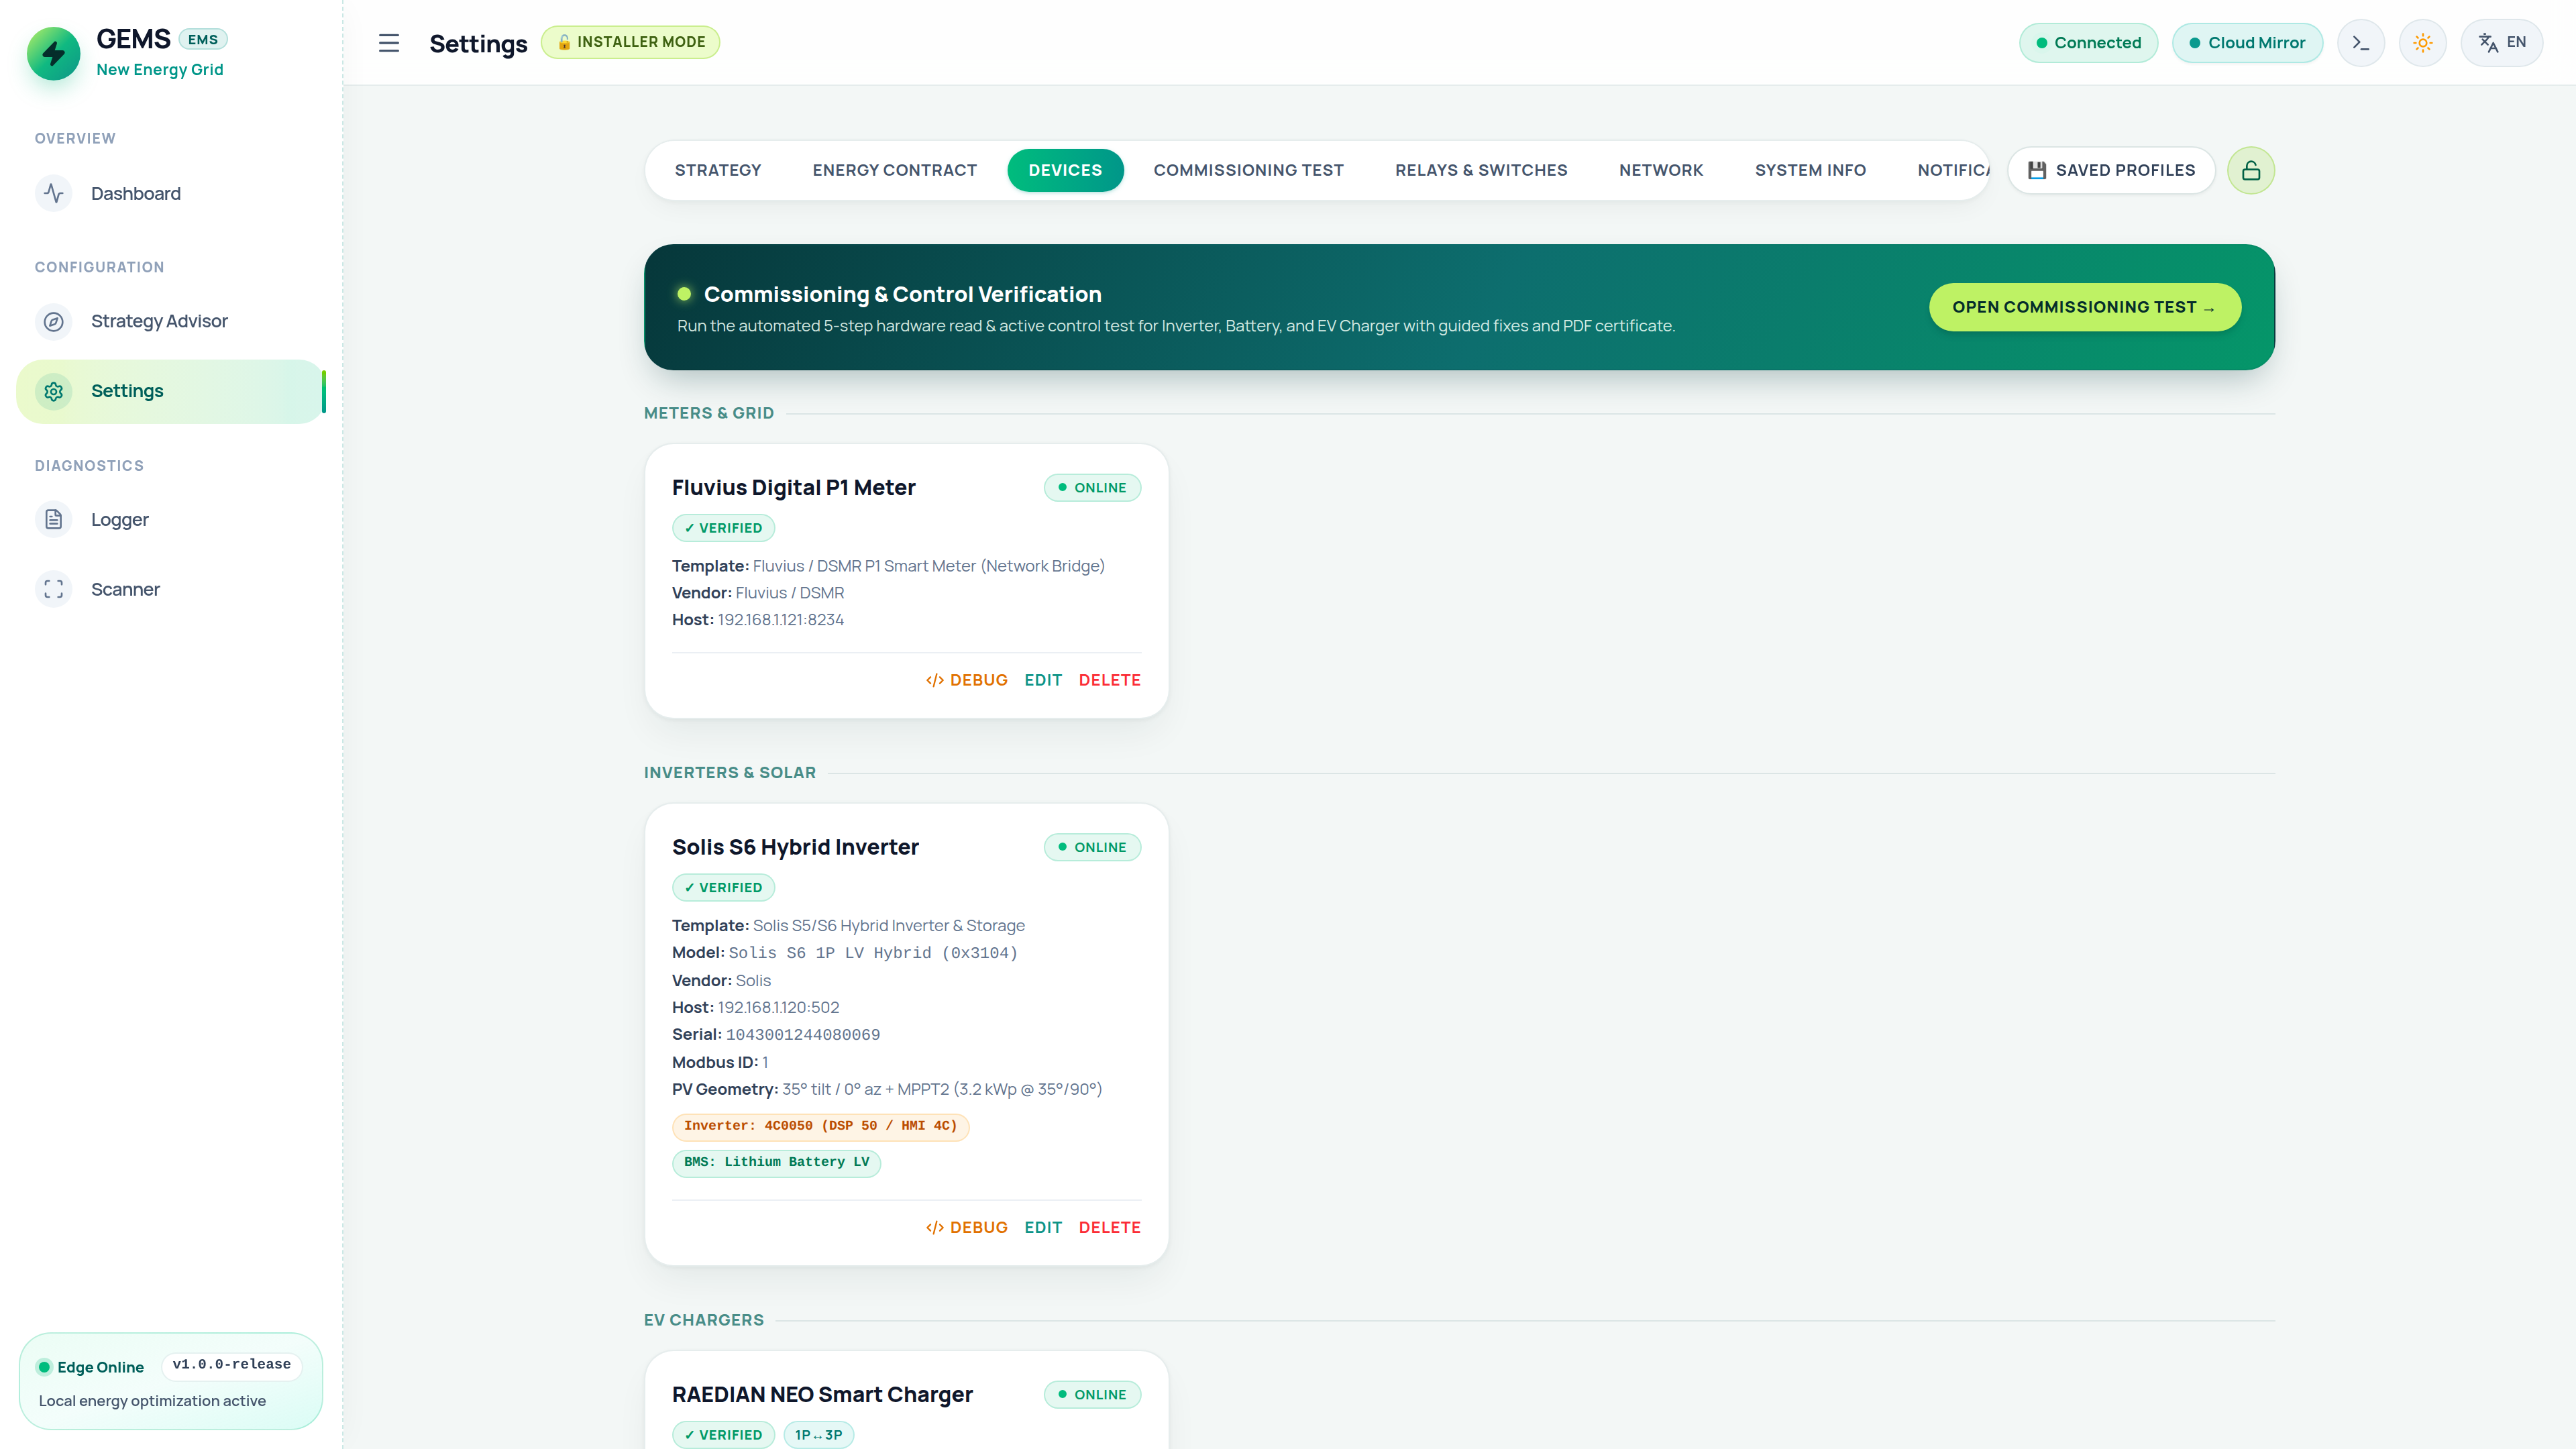 GEMS EMS
New Energy Grid
OVERVIEW
Dashboard
CONFIGURATION
Strategy Advisor
Settings
DIAGNOSTICS
Logger
Scanner
Edge Online v1.0.0-release
Local energy optimization active
Settings 🔓 INSTALLER MODE
Connected
Cloud Mirror
EN
STRATEGY ENERGY CONTRACT DEVICES COMMISSIONING TEST RELAYS & SWITCHES NETWORK SYSTEM INFO NOTIFICA
💾 SAVED PROFILES
Commissioning & Control Verification
Run the automated 5-step hardware read & active control test for Inverter, Battery, and EV Charger with guided fixes and PDF certificate.
OPEN COMMISSIONING TEST →
METERS & GRID
Fluvius Digital P1 Meter ONLINE
✓ VERIFIED
Template: Fluvius / DSMR P1 Smart Meter (Network Bridge)
Vendor: Fluvius / DSMR
Host: 192.168.1.121:8234
DEBUG EDIT DELETE
INVERTERS & SOLAR
Solis S6 Hybrid Inverter ONLINE
✓ VERIFIED
Template: Solis S5/S6 Hybrid Inverter & Storage
Model: Solis S6 1P LV Hybrid (0x3104)
Vendor: Solis
Host: 192.168.1.120:502
Serial: 1043001244080069
Modbus ID: 1
PV Geometry: 35° tilt / 0° az + MPPT2 (3.2 kWp @ 35°/90°)
Inverter: 4C0050 (DSP 50 / HMI 4C)
BMS: Lithium Battery LV
DEBUG EDIT DELETE
EV CHARGERS
RAEDIAN NEO Smart Charger ONLINE
✓ VERIFIED 1P↔3P